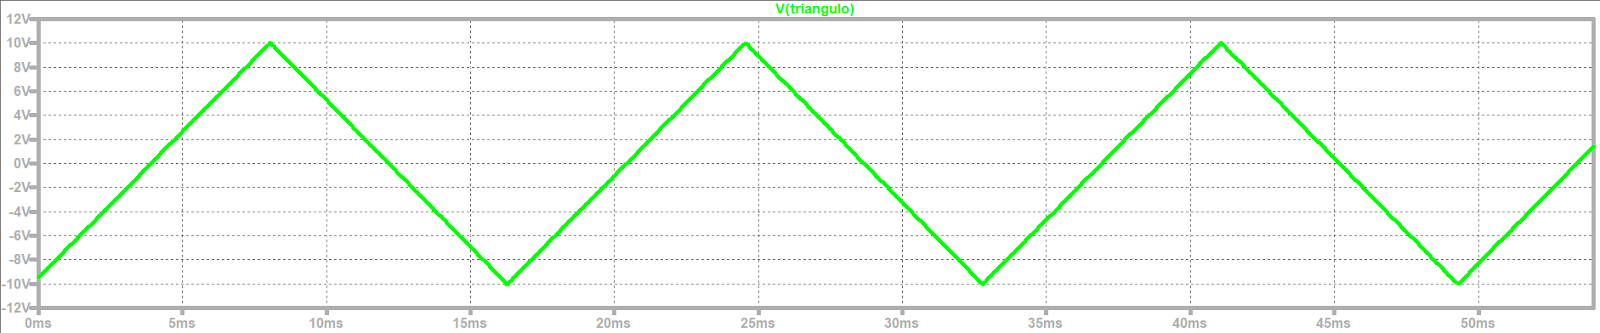 V(triangulo)
12V
10V
8V
6V
4V
2V
0V
-2V
-4V
-6V
-8V
-10V
-12V
0ms 5ms 10ms 15ms 20ms 25ms 30ms 35ms 40ms 45ms 50ms